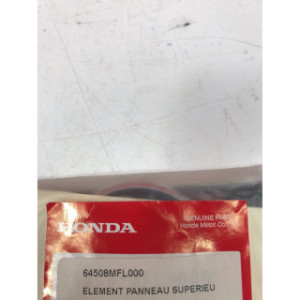 HONDA
GENUINE PARTS
Honda Motor Co.,
64508MFL000
ELEMENT PANNEAU SUPERIEU